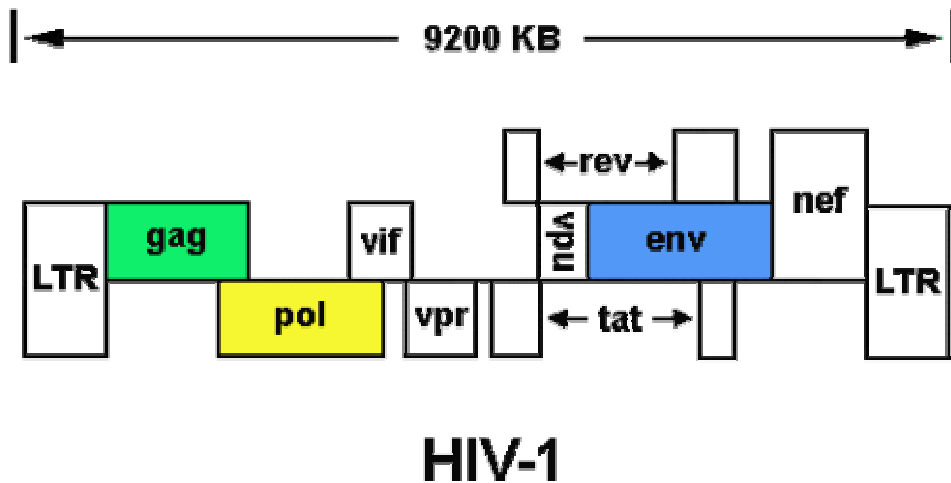 9200 KB
rev
nef
gag
vif
vpu
env
LTR
LTR
pol
vpr
tat
HIV-1